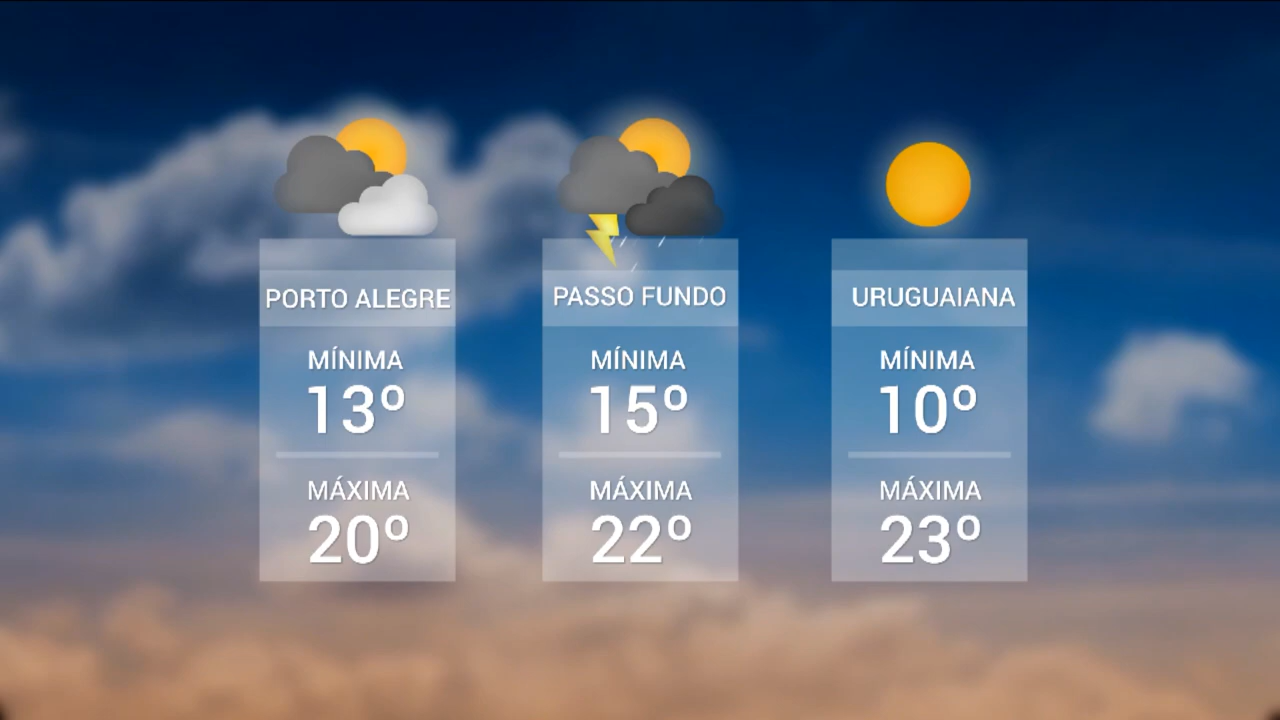 PORTO ALEGRE
MÍNIMA
13º
MÁXIMA
20º
PASSO FUNDO
MÍNIMA
15º
MÁXIMA
22º
URUGUAIANA
MÍNIMA
10º
MÁXIMA
23º